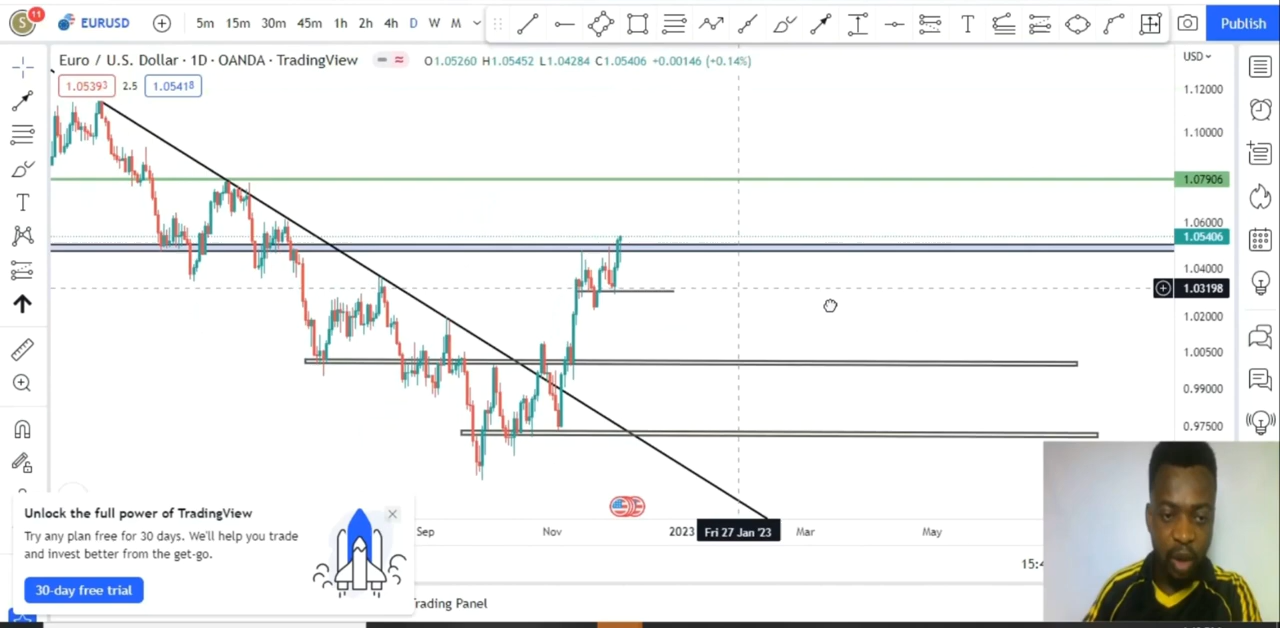 S 11 EURUSD 5m 15m 30m 45m 1h 2h 4h D W M T Publish
Euro / U.S. Dollar · 1D · OANDA · TradingView O1.05260 H1.05452 L1.04284 C1.05406 +0.00146 (+0.14%) USD
1.05393 2.5 1.05418
1.12000
1.10000
1.07906
1.06000
1.05406
1.04000
1.03198
1.02000
1.00500
0.99000
0.97500
T
Unlock the full power of TradingView
Try any plan free for 30 days. We'll help you trade
and invest better from the get-go.
30-day free trial
Sep Nov 2023 Fri 27 Jan '23 Mar May
15:4
rading Panel